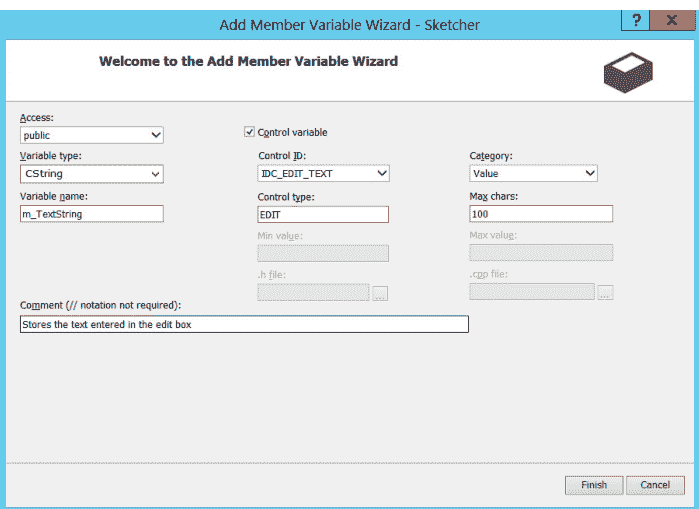 Add Member Variable Wizard - Sketcher
?
X
Welcome to the Add Member Variable Wizard
Access:
public
Control variable
Variable type:
Control ID:
Category:
CString
IDC_EDIT_TEXT
Value
Variable name:
Control type:
Max chars:
m_TextString
EDIT
100
Min value:
Max value:
.h file:
.cpp file:
...
...
Comment (// notation not required):
Stores the text entered in the edit box
Finish
Cancel